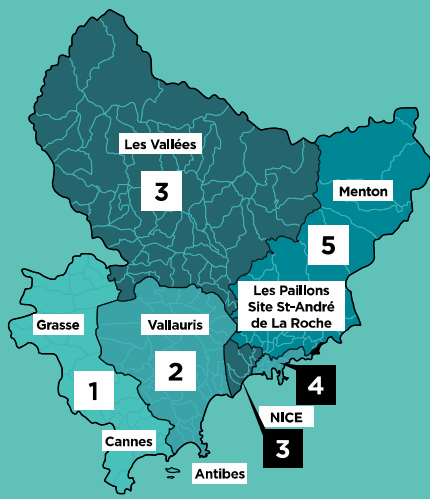 Les Vallées
3
Menton
5
Les Paillons
Site St-André
de La Roche
Grasse
Vallauris
1
2
4
NICE
3
Cannes
Antibes